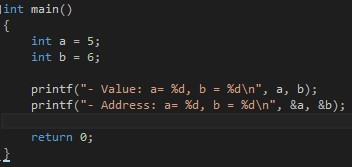 int main()
{
int a = 5;
int b = 6;
printf("- Value: a= %d, b = %d\n", a, b);
printf("- Address: a= %d, b = %d\n", &a, &b);
return 0;
}